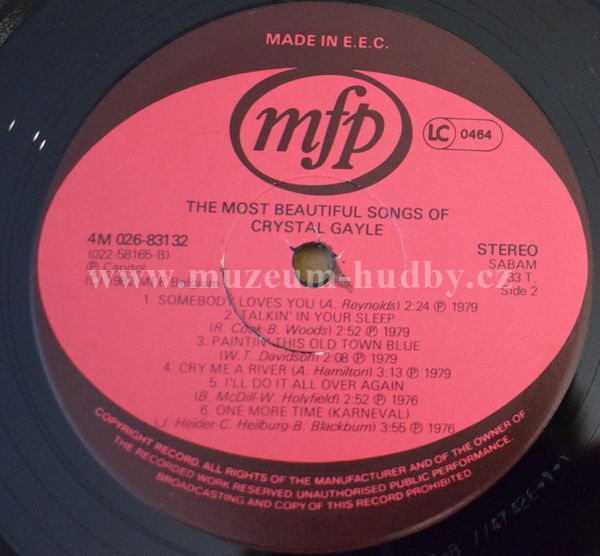 MADE IN E.E.C.
mfp
LC 0464
THE MOST BEAUTIFUL SONGS OF
CRYSTAL GAYLE
4M 026-83132
(022-58165-B)
STEREO
SABAM
℗ Capitol
33 T.
www.muzeum-hudby.cz
1982 MFP Belgium
Side 2
1. SOMEBODY LOVES YOU (A. Reynolds) 2:24 ℗ 1979
2. TALKIN' IN YOUR SLEEP
(R. Cook-B. Woods) 2:52 ℗ 1979
3. PAINTIN' THIS OLD TOWN BLUE
(W.T. Davidson) 2:08 ℗ 1979
4. CRY ME A RIVER (A. Hamilton) 3:13 ℗ 1979
5. I'LL DO IT ALL OVER AGAIN
(B. McDill-W. Holyfield) 2:52 ℗ 1976
6. ONE MORE TIME (KARNEVAL)
(J. Heider-C. Heilburg-B. Blackburn) 3:55 ℗ 1976
COPYRIGHT RECORD. ALL RIGHTS OF THE MANUFACTURER AND OF THE OWNER OF
THE RECORDED WORK RESERVED. UNAUTHORISED PUBLIC PERFORMANCE.
BROADCASTING AND COPY OF THIS RECORD PROHIBITED.